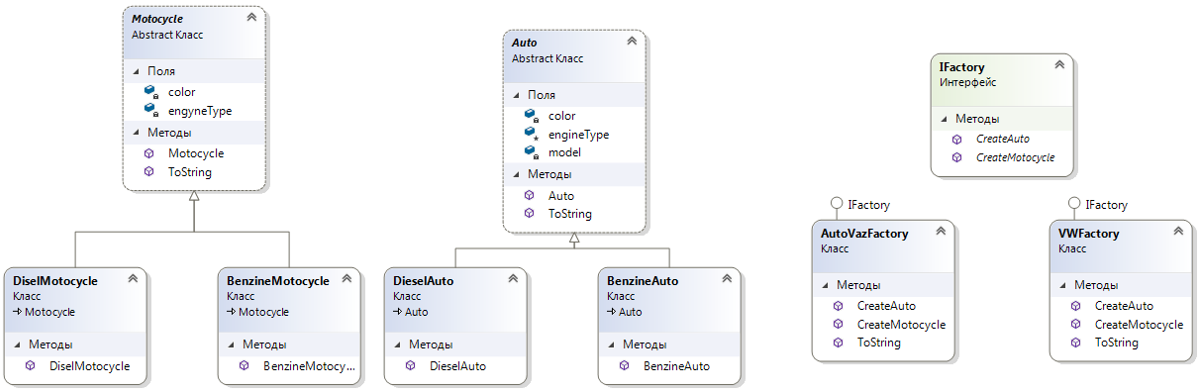 Motocycle
Abstract Класс
Поля
color
engyneType
Методы
Motocycle
ToString
Auto
Abstract Класс
Поля
color
engineType
model
Методы
Auto
ToString
IFactory
Интерфейс
Методы
CreateAuto
CreateMotocycle
DiselMotocycle
Класс
Motocycle
Методы
DiselMotocycle
BenzineMotocycle
Класс
Motocycle
Методы
BenzineMotocy...
DieselAuto
Класс
Auto
Методы
DieselAuto
BenzineAuto
Класс
Auto
Методы
BenzineAuto
IFactory
AutoVazFactory
Класс
Методы
CreateAuto
CreateMotocycle
ToString
IFactory
VWFactory
Класс
Методы
CreateAuto
CreateMotocycle
ToString